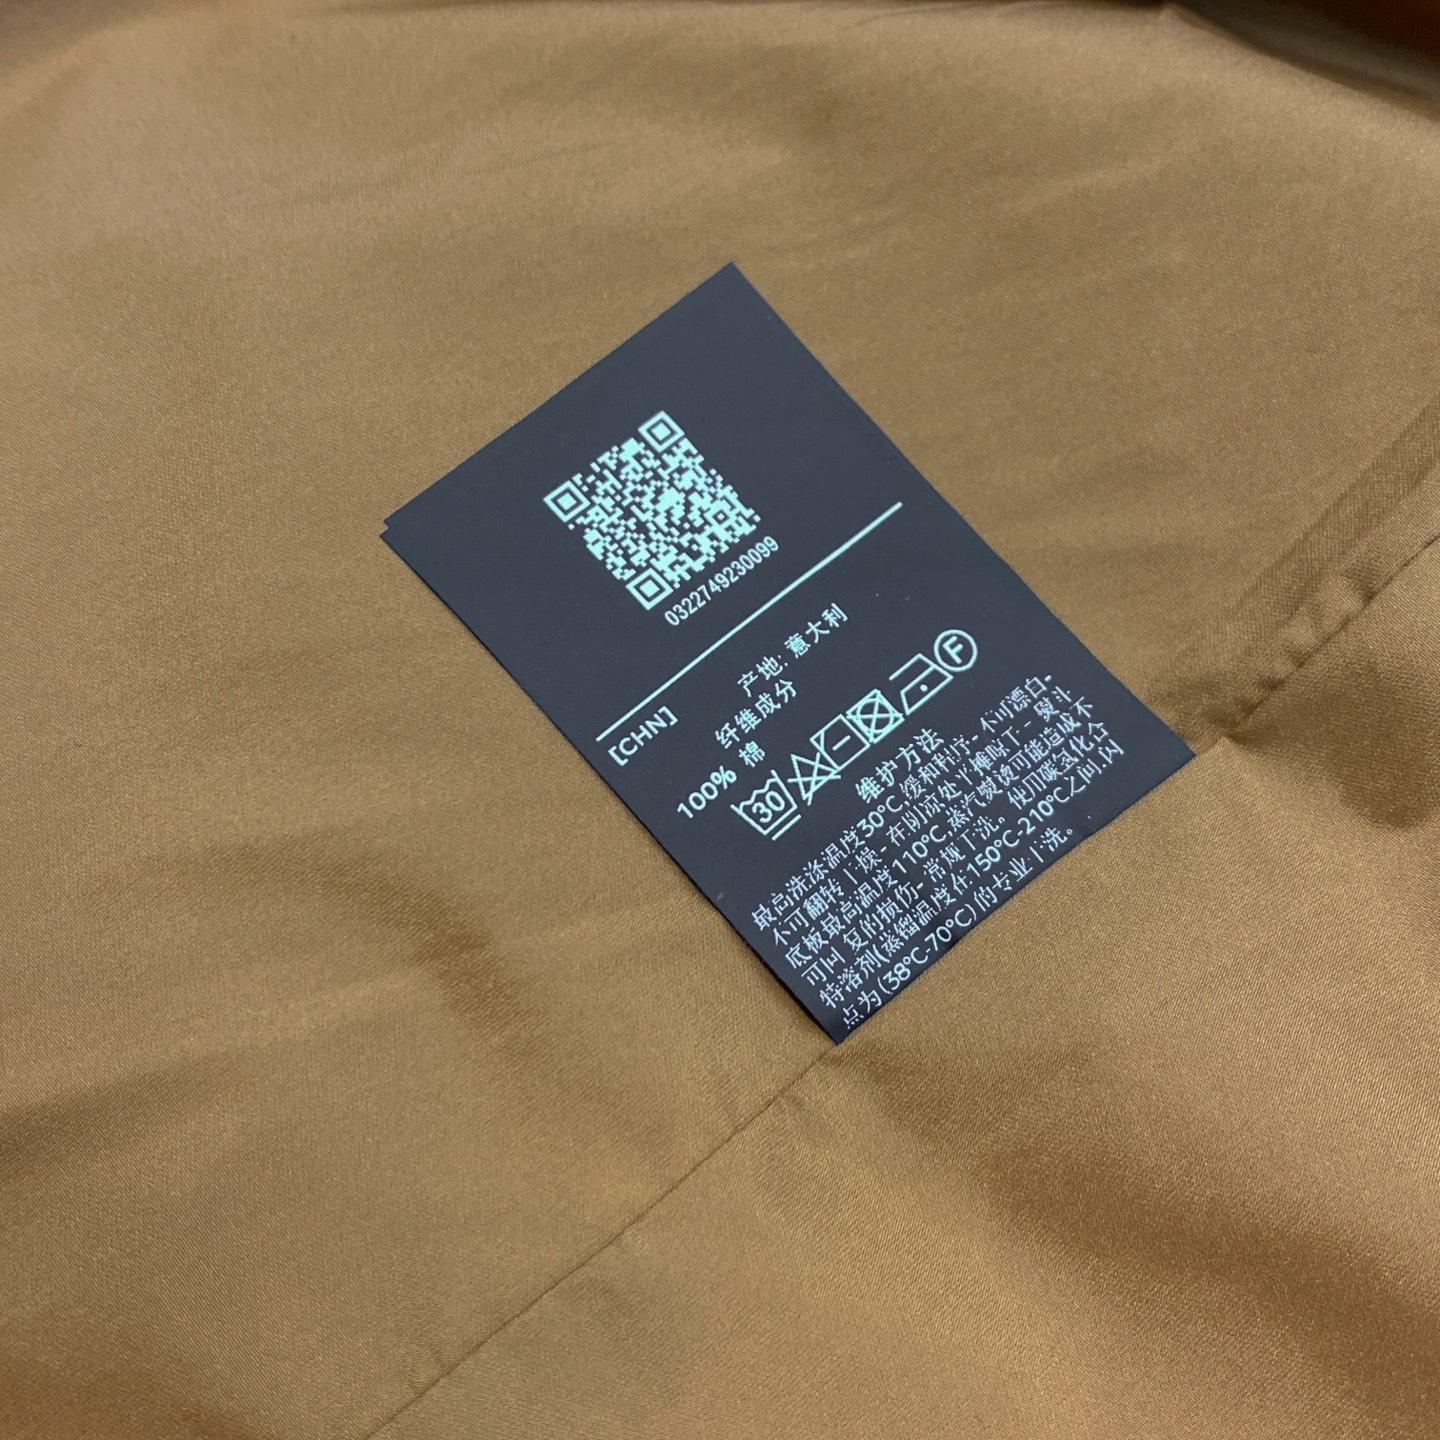 0322749230099
[CHN]
产地: 意大利
纤维成分
100% 棉
30
F
维护方法
最高洗涤温度30°C,缓和程序- 不可漂白-
不可翻转干燥- 在阴凉处平摊晾干- 熨斗
底板最高温度110°C,蒸汽熨烫可能造成不
可回复的损伤- 常规干洗。 使用碳氢化合
特溶剂(蒸馏温度在150°C-210°C之间,闪
点为(38°C-70°C)的专业干洗。